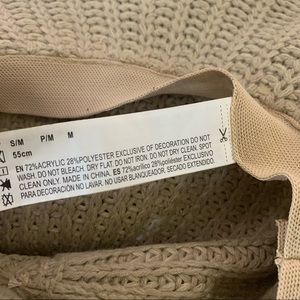 S/M P/M M
55cm
EN 72%ACRYLIC 28%POLYESTER EXCLUSIVE OF DECORATION DO NOT
WASH. DO NOT BLEACH. DRY FLAT. DO NOT IRON. DO NOT DRY CLEAN. SPOT
CLEAN ONLY. MADE IN CHINA. ES 72%acrílico 28%poliéster EXCLUSIVO
PARA DECORACIÓN NO LAVAR. NO USAR BLANQUEADOR. SECADO EXTENDIDO.